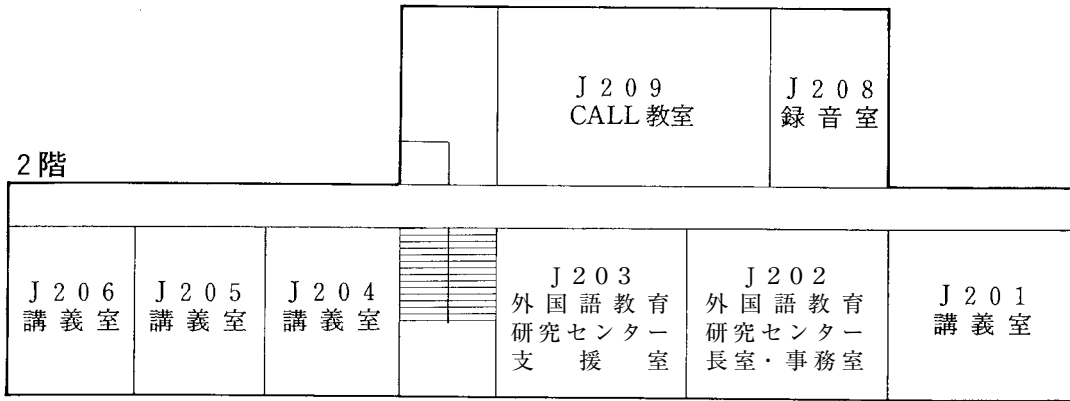 J209
CALL教室
J208
録音室
2階
J206
講義室
J205
講義室
J204
講義室
J203
外国語教育
研究センター
支援室
J202
外国語教育
研究センター
長室・事務室
J201
講義室